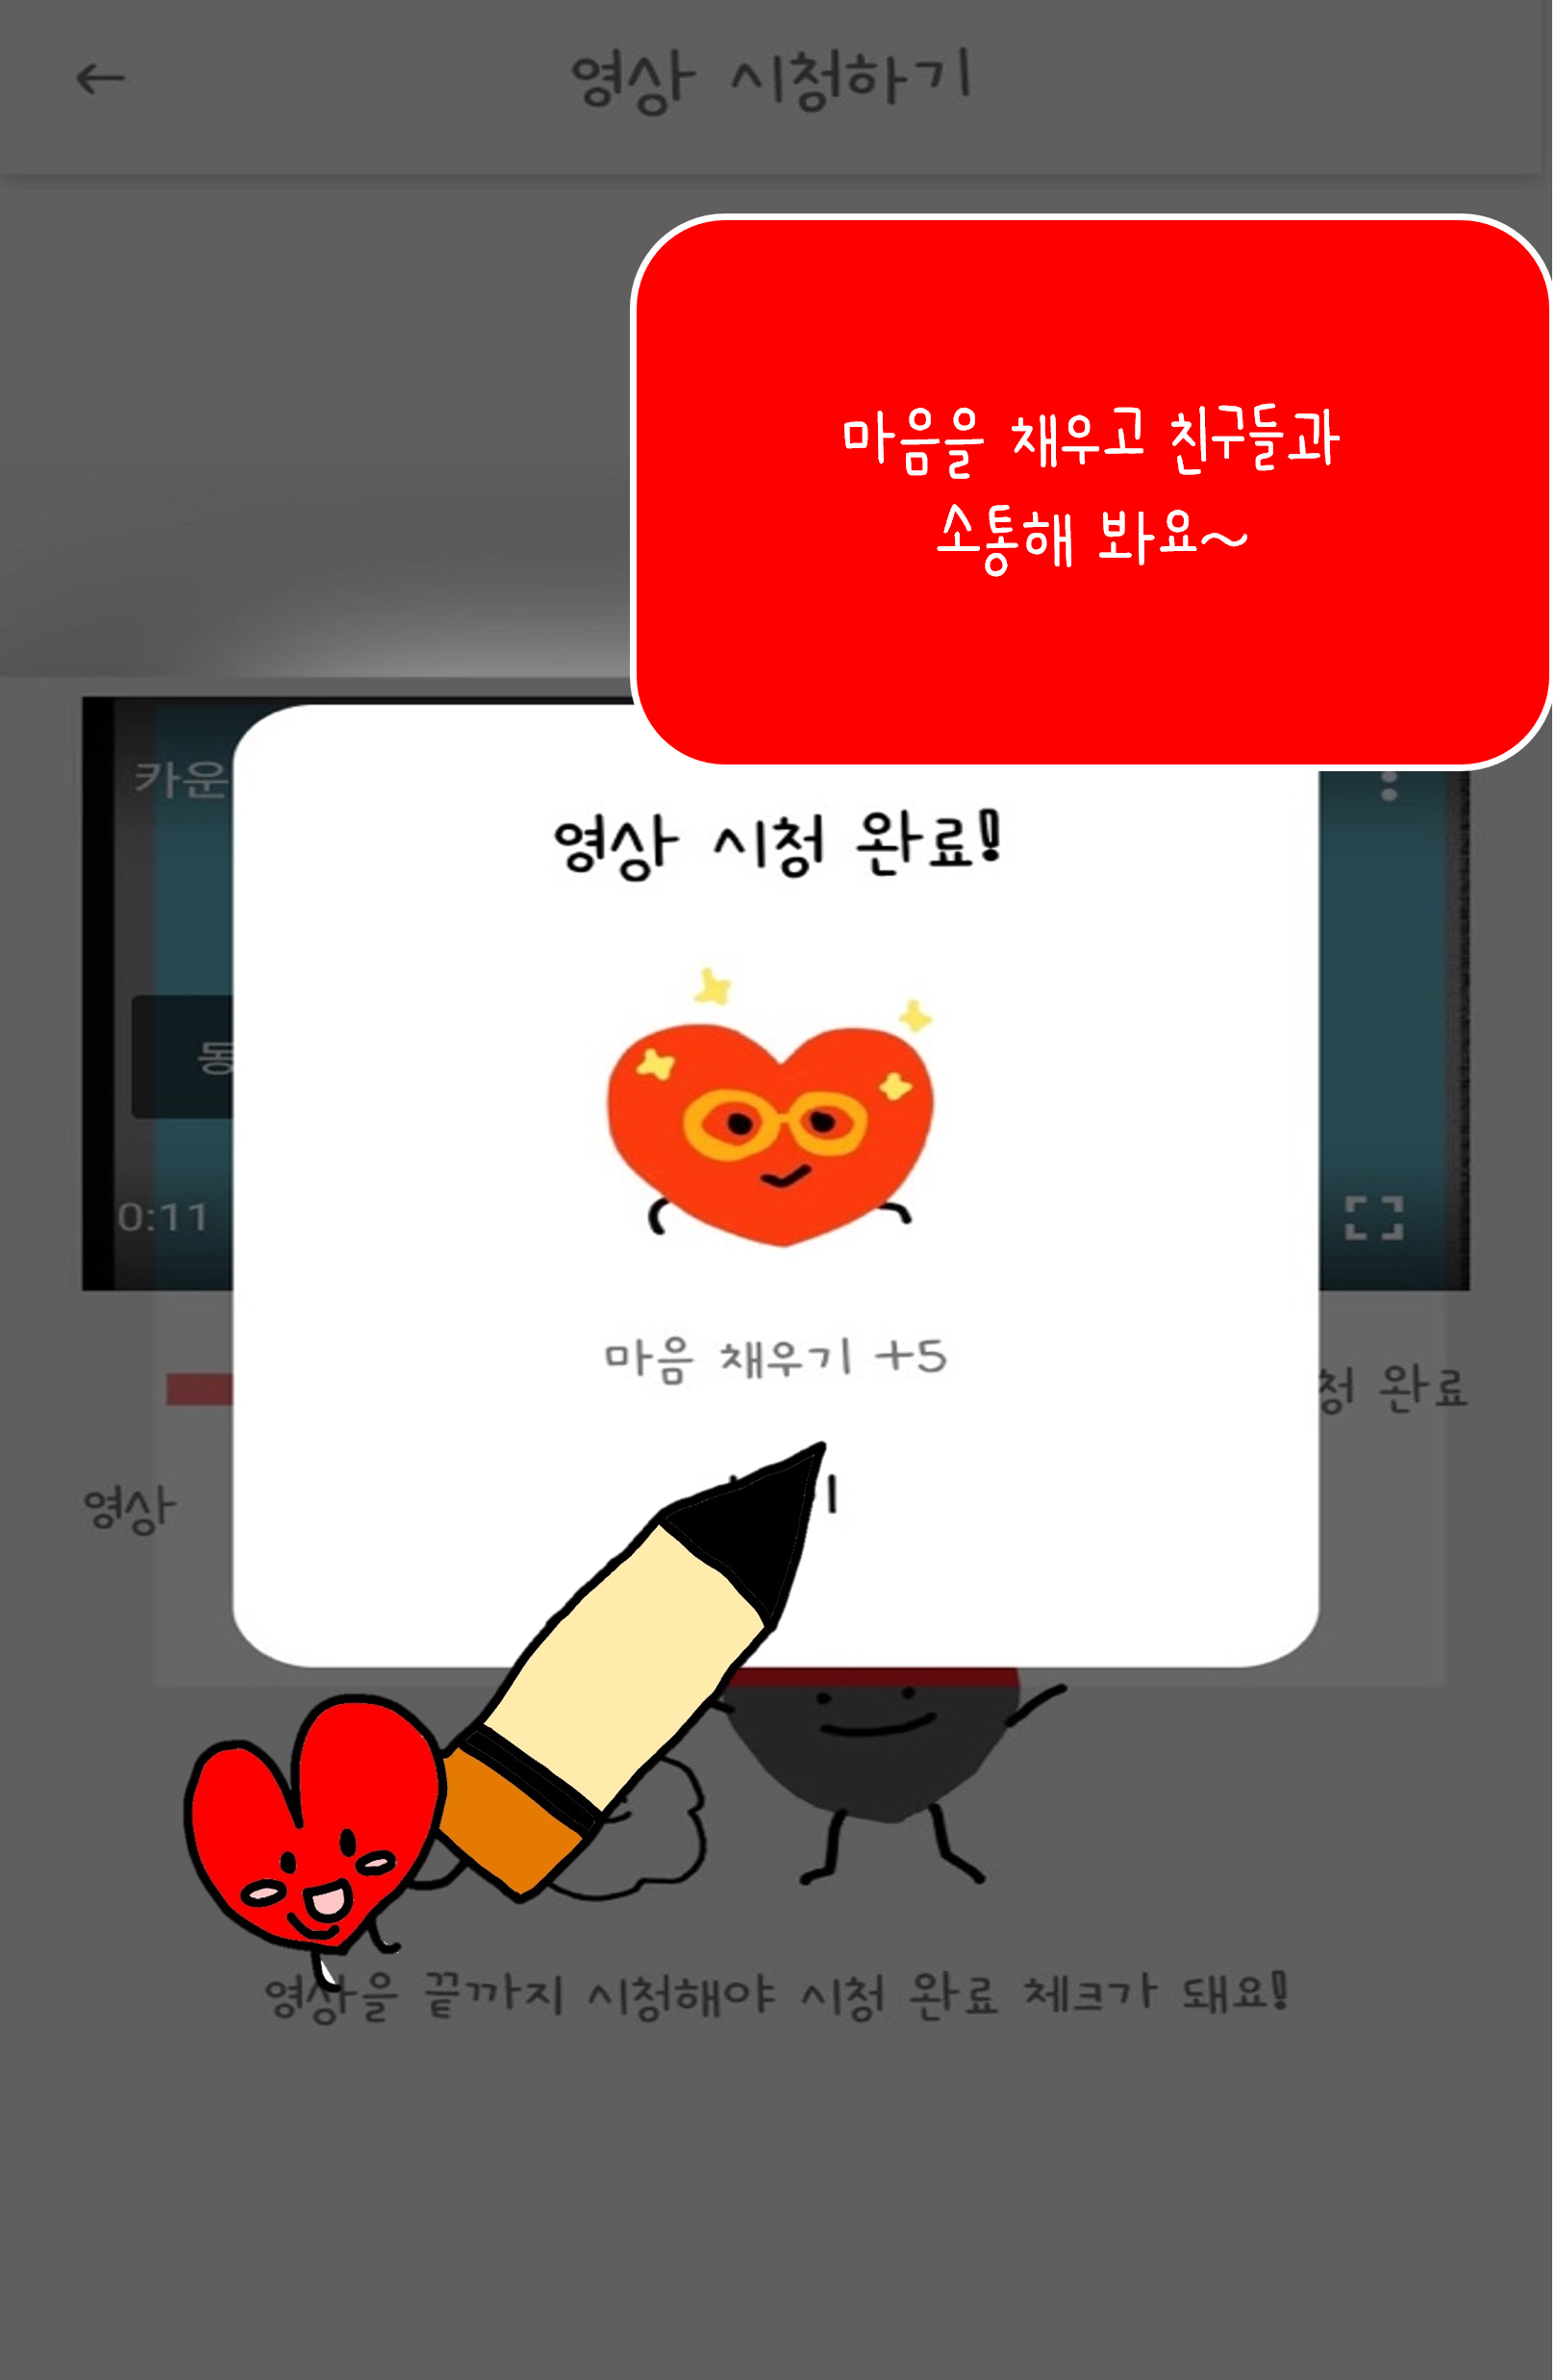 영상 시청하기
마음을 채우고 친구들과
소통해 봐요~
카운
영상 시청 완료!
동
0:11
마음 채우기 +5
청 완료
영상
영상을 끝까지 시청해야 시청 완료 체크가 돼요!